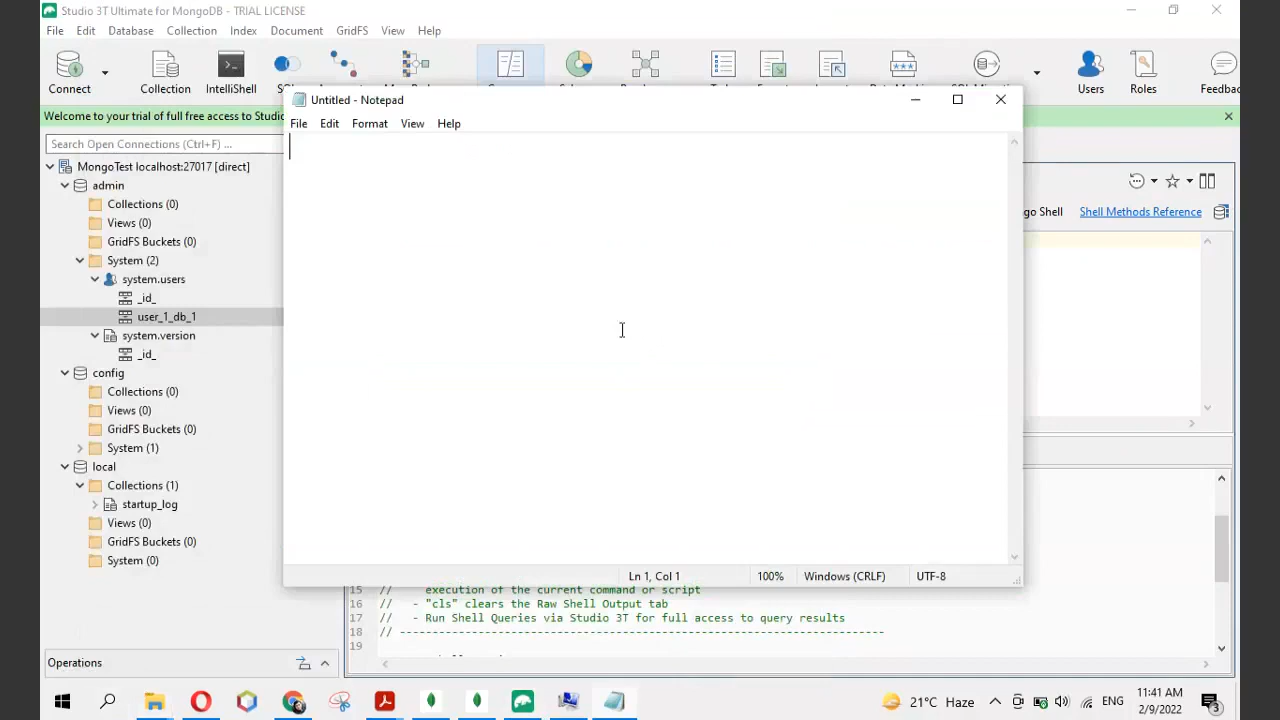 Studio 3T Ultimate for MongoDB - TRIAL LICENSE
File Edit Database Collection Index Document GridFS View Help
Connect Collection IntelliShell Users Roles Feedba
Welcome to your trial of full free access to Studi
Untitled - Notepad
File Edit Format View Help
Search Open Connections (Ctrl+F) ...
MongoTest localhost:27017 [direct]
admin
Collections (0)
go Shell Shell Methods Reference
Views (0)
GridFS Buckets (0)
System (2)
system.users
_id_
user_1_db_1
system.version
_id_
config
Collections (0)
Views (0)
GridFS Buckets (0)
System (1)
local
Collections (1)
startup_log
Views (0)
GridFS Buckets (0)
System (0)
Ln 1, Col 1 100% Windows (CRLF) UTF-8
15 // execution of the current command or script
16 // - "cls" clears the Raw Shell Output tab
17 // - Run Shell Queries via Studio 3T for full access to query results
18 // ---------------------------------------------------------------------
19
Operations
21°C Haze ENG 11:41 AM
2/9/2022
3